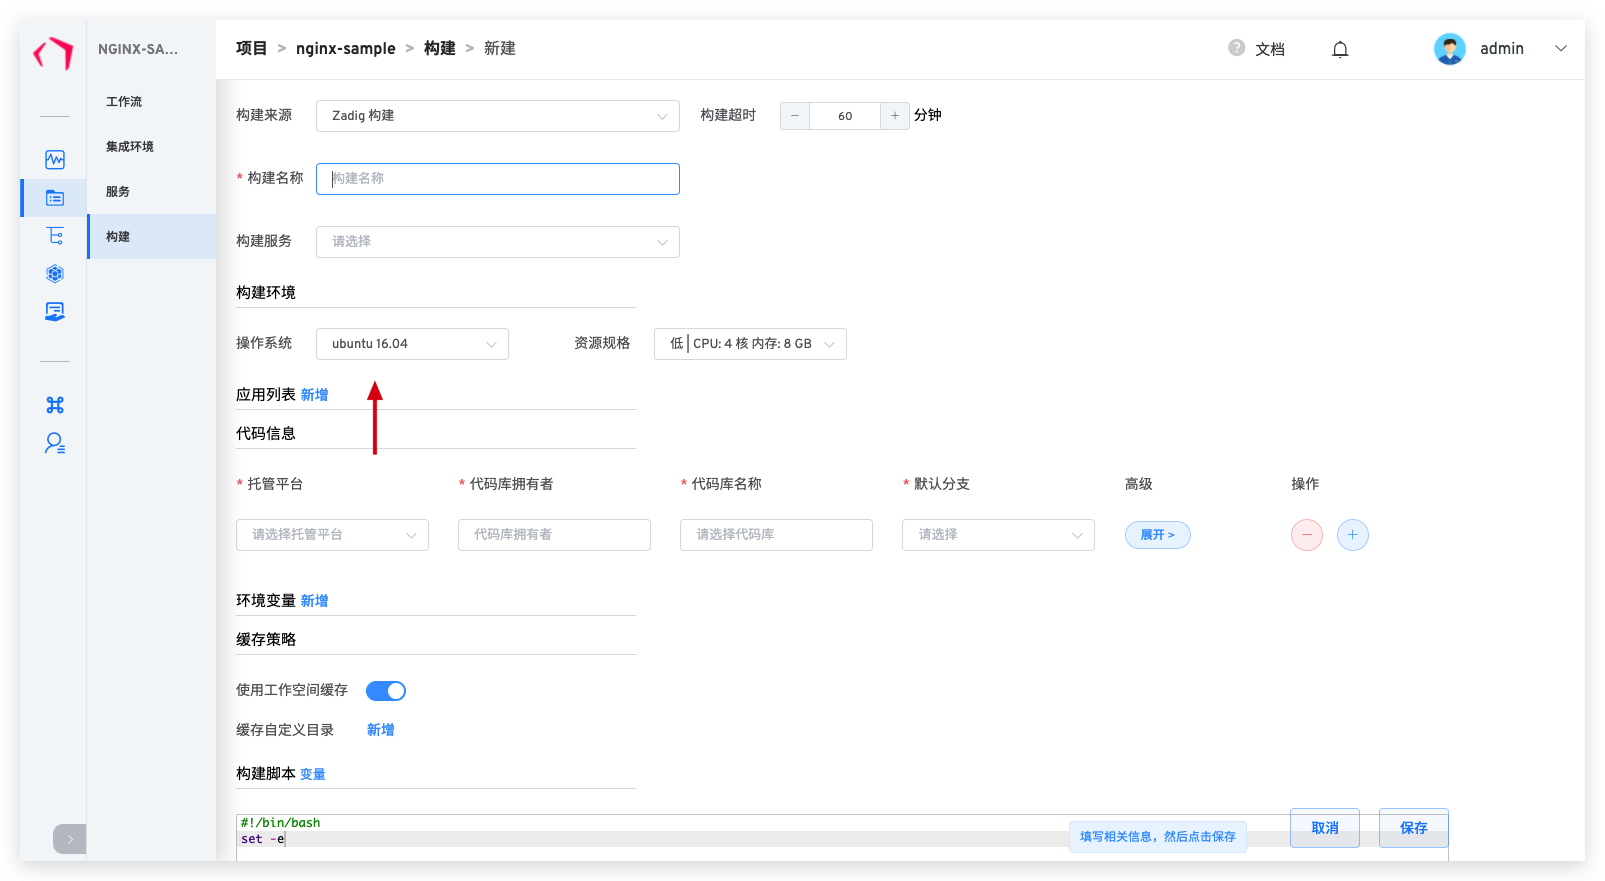 NGINX-SA...
工作流
集成环境
服务
构建
项目 > nginx-sample > 构建 > 新建
? 文档
admin
构建来源 Zadig 构建 构建超时 − 60 + 分钟
* 构建名称 构建名称
构建服务 请选择
构建环境
操作系统 ubuntu 16.04 资源规格 低 | CPU: 4 核 内存: 8 GB
应用列表 新增
代码信息
* 托管平台 * 代码库拥有者 * 代码库名称 * 默认分支 高级 操作
请选择托管平台 代码库拥有者 请选择代码库 请选择 展开 > − +
环境变量 新增
缓存策略
使用工作空间缓存
缓存自定义目录 新增
构建脚本 变量
#!/bin/bash
set -e
填写相关信息，然后点击保存 取消 保存